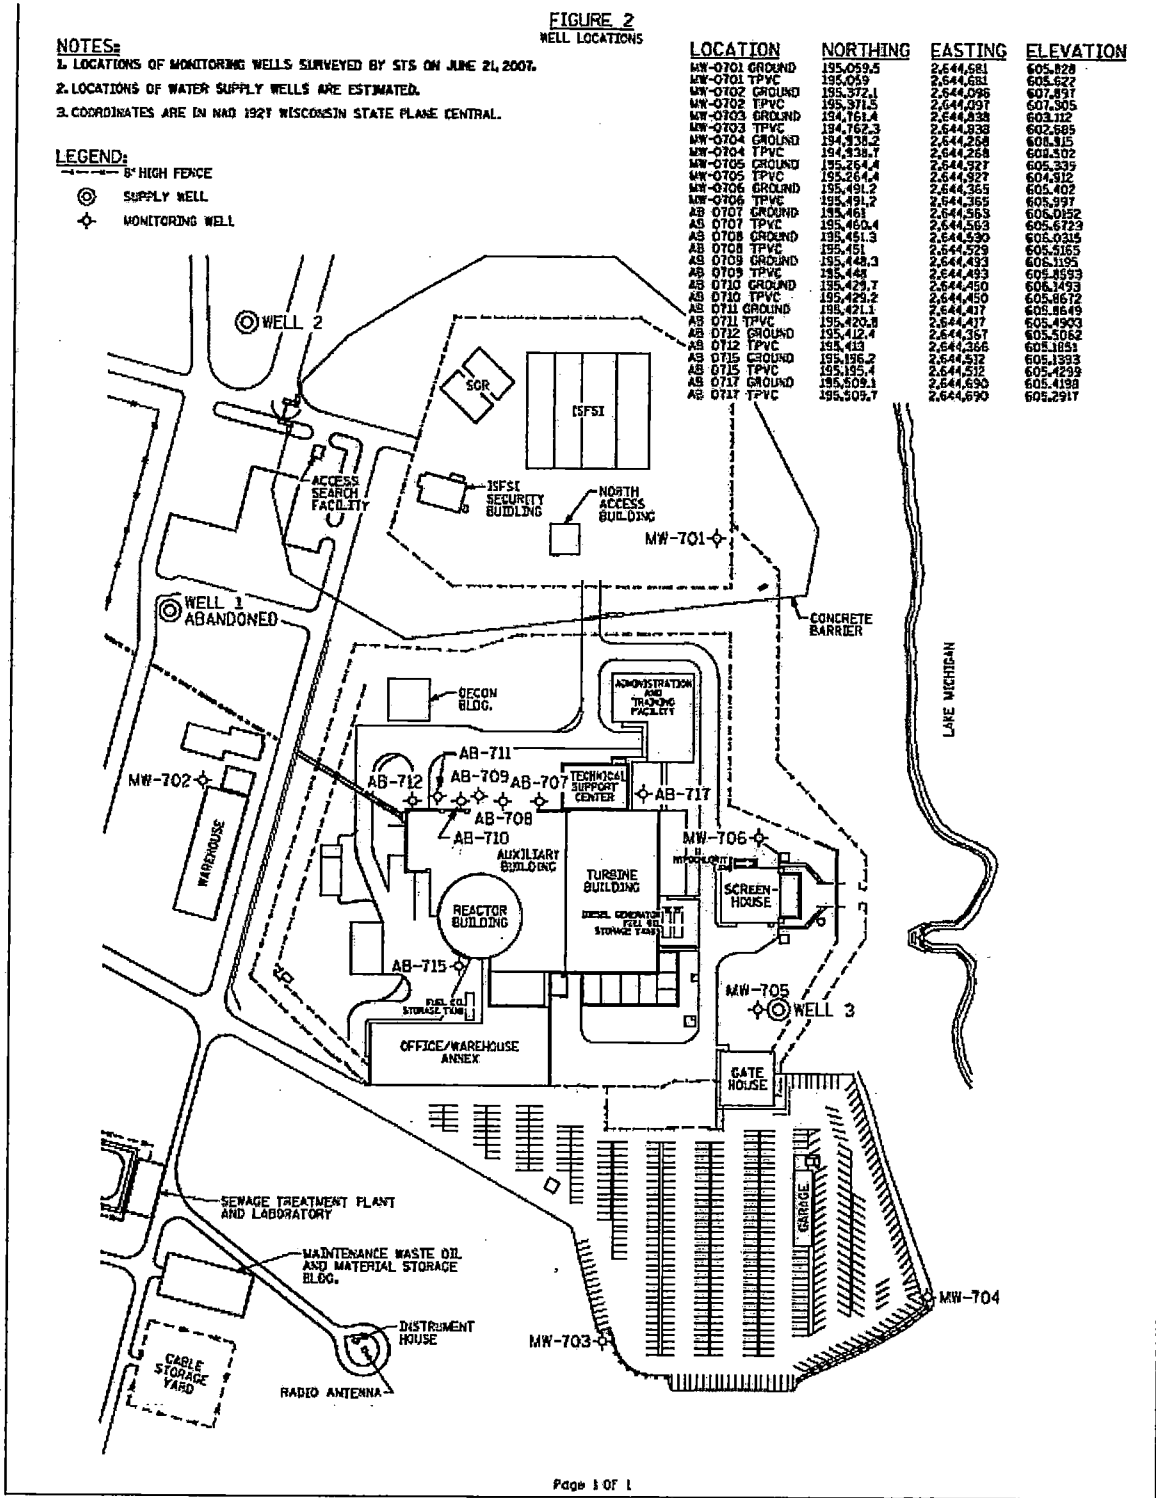 FIGURE 2
WELL LOCATIONS
NOTES:
1. LOCATIONS OF MONITORING WELLS SURVEYED BY STS ON JUNE 21, 2007.
2. LOCATIONS OF WATER SUPPLY WELLS ARE ESTIMATED.
3. COORDINATES ARE IN NAD 1927 WISCONSIN STATE PLANE CENTRAL.
LEGEND:
8' HIGH FENCE
SUPPLY WELL
MONITORING WELL
LOCATION NORTHING EASTING ELEVATION
MW-0701 GROUND 195,059.5 2,644,681 605.828
MW-0701 TPVC 195,059 2,644,681 605.622
MW-0702 GROUND 195,372.1 2,644,096 607.897
MW-0702 TPVC 195,371.5 2,644,097 607.305
MW-0703 GROUND 194,761.4 2,644,838 603.112
MW-0703 TPVC 194,762.3 2,644,838 602.685
MW-0704 GROUND 194,938.2 2,644,268
MW-0704 TPVC 194,938.7 2,644,268
MW-0705 GROUND 195,264.4 2,644,927 605.339
MW-0705 TPVC 195,264.4 2,644,927 604.912
MW-0706 GROUND 195,491.2 2,644,365 605.402
MW-0706 TPVC 195,491.2 2,644,365 605.997
AB 0707 GROUND 195,461 2,644,563 606.0152
AB 0707 TPVC 195,460.4 2,644,563 605.6723
AB 0708 GROUND 195,451.3 2,644,530 606.0315
AB 0708 TPVC 195,451 2,644,529 605.5165
AB 0709 GROUND 195,448.3 2,644,493 606.1195
AB 0709 TPVC 195,448 2,644,493 605.8593
AB 0710 GROUND 195,429.7 2,644,450 606.1493
AB 0710 TPVC 195,429.2 2,644,450 605.8672
AB 0711 GROUND 195,421.1 2,644,417 605.8649
AB 0711 TPVC 195,420.8 2,644,417 605.4903
AB 0712 GROUND 195,412.4 2,644,367 605.5062
AB 0712 TPVC 195,413 2,644,366 605.1851
AB 0715 GROUND 195,196.2 2,644,512 605.1393
AB 0715 TPVC 195,195.4 2,644,512 605.4299
AB 0717 GROUND 195,509.1 2,644,690 605.4198
AB 0717 TPVC 195,509.7 2,644,690 605.2917
WELL 2
SGR
ISFSI
ACCESS
SEARCH
FACILITY
ISFSI
SECURITY
BUIDLING
NORTH
ACCESS
BUILDING
MW-701
WELL 1
ABANDONED
CONCRETE
BARRIER
LAKE MICHIGAN
DECON
BLDG.
ADMINISTRATION
AND
TRAINING
FACILITY
AB-711
AB-709
AB-712
AB-707
TECHNICAL
SUPPORT
CENTER
AB-717
MW-702
AB-708
AB-710
MW-706
WAREHOUSE
AUXILIARY
BUILDING
TURBINE
BUILDING
SCREEN-
HOUSE
REACTOR
BUILDING
DIESEL GENERATOR
FUEL OIL
STORAGE TANKS
AB-715
MW-705
WELL 3
FUEL OIL
STORAGE TANKS
OFFICE/WAREHOUSE
ANNEX
GATE
HOUSE
GARAGE
SEWAGE TREATMENT PLANT
AND LABORATORY
MAINTENANCE WASTE OIL
AND MATERIAL STORAGE
BLDG.
MW-704
INSTRUMENT
HOUSE
MW-703
CABLE
STORAGE
YARD
RADIO ANTENNA
Page 1 OF 1